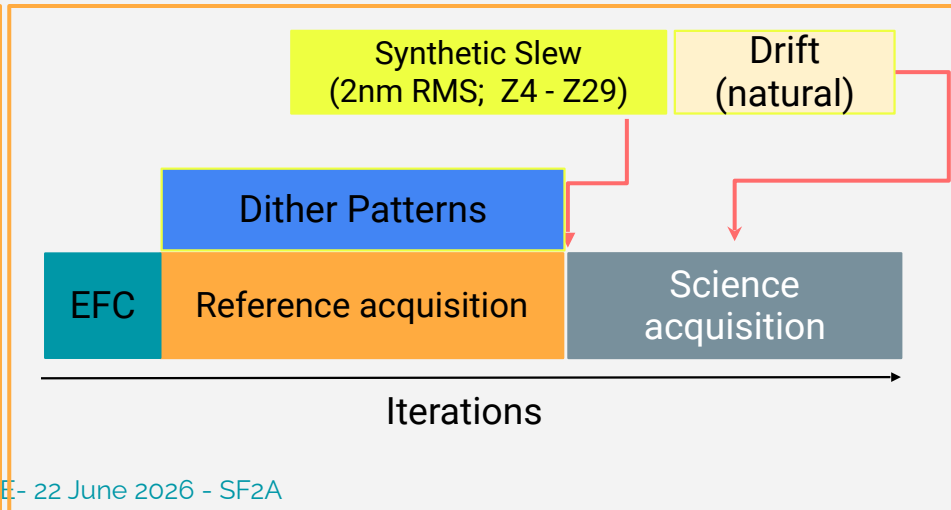 Synthetic Slew
(2nm RMS;  Z4 - Z29)
Drift
(natural)
Dither Patterns
EFC
Reference acquisition
Science
acquisition
Iterations
E- 22 June 2026 - SF2A